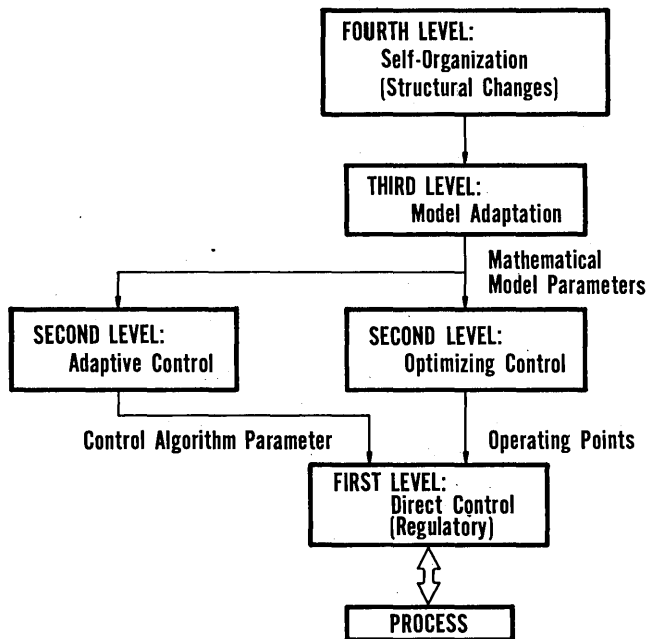 FOURTH LEVEL:
Self-Organization
(Structural Changes)
THIRD LEVEL:
Model Adaptation
Mathematical
Model Parameters
SECOND LEVEL:
Adaptive Control
SECOND LEVEL:
Optimizing Control
Control Algorithm Parameter
Operating Points
FIRST LEVEL:
Direct Control
(Regulatory)
PROCESS